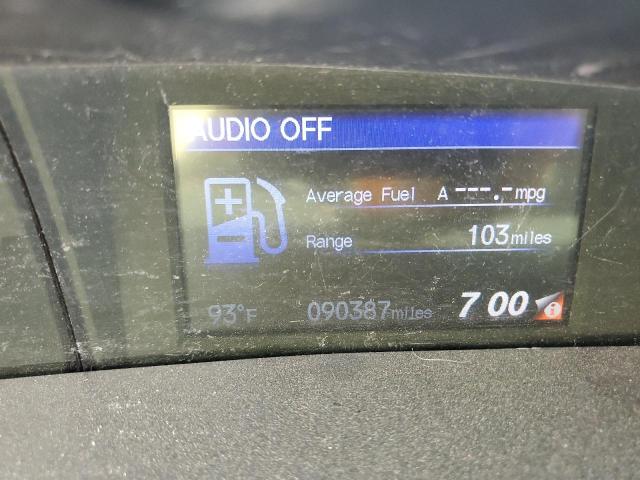 AUDIO OFF
Average Fuel A ---.- mpg
Range 103 miles
93°F 090387 miles 7 00 i